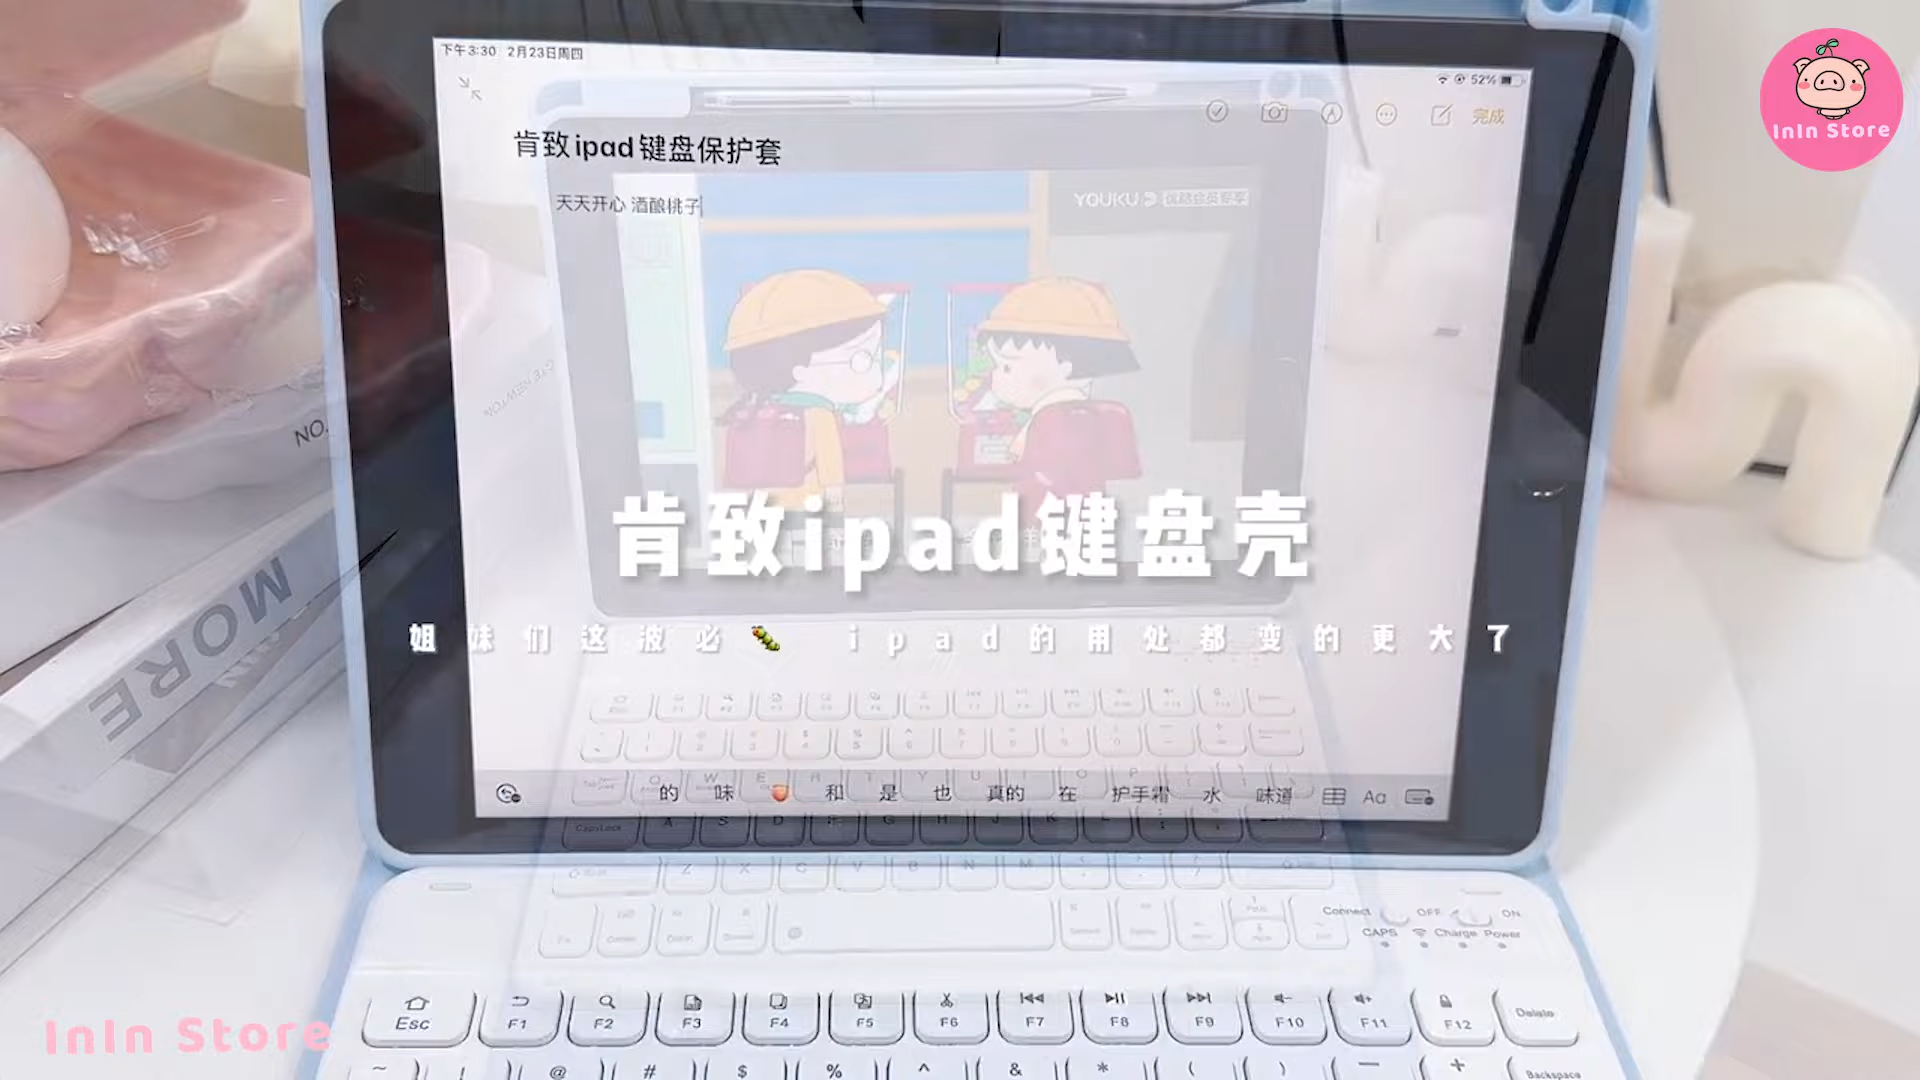 下午3:30 2月23日周四
52%
完成
InIn Store
肯致ipad键盘保护套
天天开心 酒酿桃子
YOUKU
CYE NEWTON
MORE
肯致ipad键盘壳
姐妹们这波必🐛 ipad的用处都变的更大了
的 味 🍑 和 是 也 真的 在 护手霜 水 味道 Aa
CapsLock A S D F G H J K L
Z X C V B N M
Connect OFF ON
CAPS Charge Power
Esc F1 F2 F3 F4 F5 F6 F7 F8 F9 F10 F11 F12 Delete
~ ! @ # $ % ^ & * ( ) — + Backspace
InIn Store